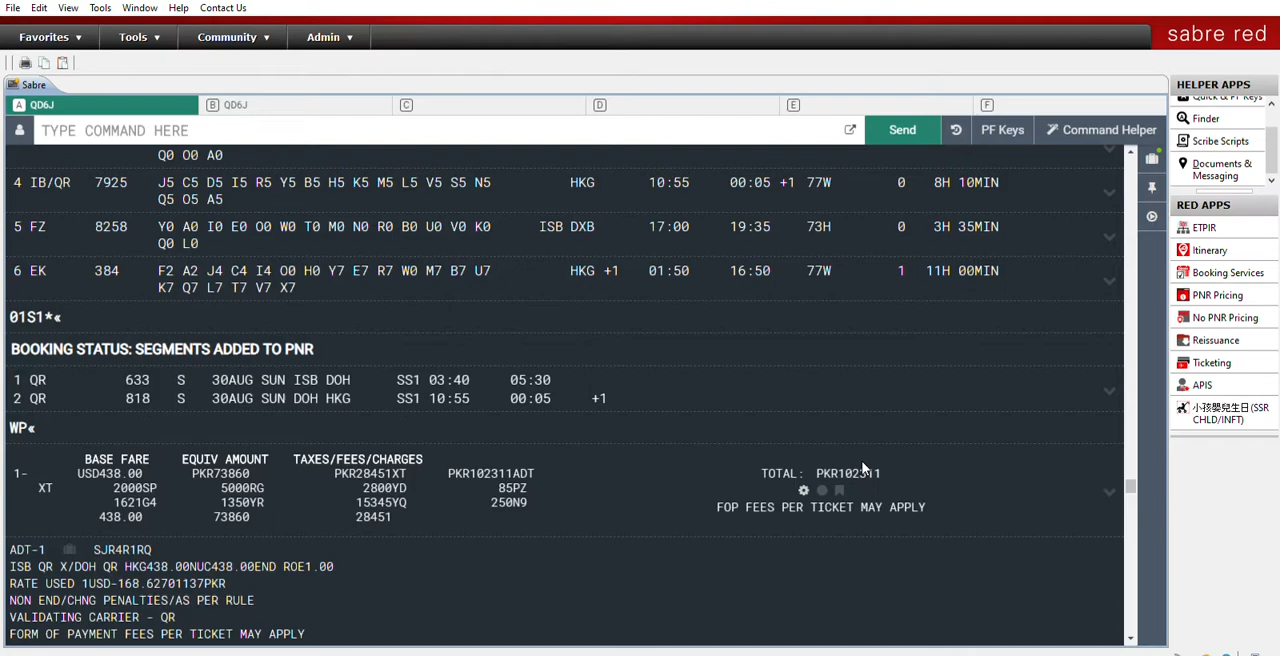 File Edit View Tools Window Help Contact Us
Favorites Tools Community Admin sabre red
Sabre
A QD6J B QD6J C D E F
TYPE COMMAND HERE Send PF Keys Command Helper
Q0 O0 A0
4 IB/QR 7925 J5 C5 D5 I5 R5 Y5 B5 H5 K5 M5 L5 V5 S5 N5 HKG 10:55 00:05 +1 77W 0 8H 10MIN
Q5 O5 A5
5 FZ 8258 Y0 A0 I0 E0 O0 W0 T0 M0 N0 R0 B0 U0 V0 K0 ISB DXB 17:00 19:35 73H 0 3H 35MIN
Q0 L0
6 EK 384 F2 A2 J4 C4 I4 O0 H0 Y7 E7 R7 W0 M7 B7 U7 HKG +1 01:50 16:50 77W 1 11H 00MIN
K7 Q7 L7 T7 V7 X7
01S1*«
BOOKING STATUS: SEGMENTS ADDED TO PNR
1 QR 633 S 30AUG SUN ISB DOH SS1 03:40 05:30
2 QR 818 S 30AUG SUN DOH HKG SS1 10:55 00:05 +1
WP«
BASE FARE EQUIV AMOUNT TAXES/FEES/CHARGES
1- USD438.00 PKR73860 PKR28451XT PKR102311ADT TOTAL: PKR102311
XT 2000SP 5000RG 2800YD 85PZ
1621G4 1350YR 15345YQ 250N9 FOP FEES PER TICKET MAY APPLY
438.00 73860 28451
ADT-1 SJR4R1RQ
ISB QR X/DOH QR HKG438.00NUC438.00END ROE1.00
RATE USED 1USD-168.62701137PKR
NON END/CHNG PENALTIES/AS PER RULE
VALIDATING CARRIER - QR
FORM OF PAYMENT FEES PER TICKET MAY APPLY
HELPER APPS
Quick & PF Keys
Finder
Scribe Scripts
Documents &
Messaging
RED APPS
ETPIR
Itinerary
Booking Services
PNR Pricing
No PNR Pricing
Reissuance
Ticketing
APIS
小孩嬰兒生日(SSR
CHLD/INFT)